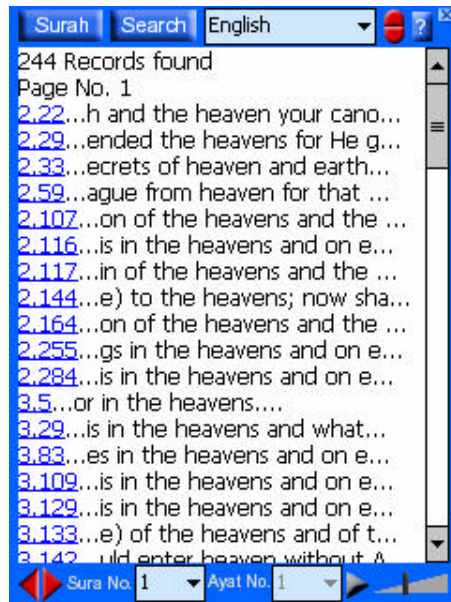 Surah Search English ?
244 Records found
Page No. 1
2.22...h and the heaven your cano...
2.29...ended the heavens for He g...
2.33...ecrets of heaven and earth...
2.59...ague from heaven for that ...
2.107...on of the heavens and the ...
2.116...is in the heavens and on e...
2.117...in of the heavens and the ...
2.144...e) to the heavens; now sha...
2.164...on of the heavens and the ...
2.255...gs in the heavens and on e...
2.284...is in the heavens and on e...
3.5...or in the heavens....
3.29...is in the heavens and what...
3.83...es in the heavens and on e...
3.109...is in the heavens and on e...
3.129...is in the heavens and on e...
3.133...e) of the heavens and of t...
3.142...uld enter heaven without A...
Sura No. 1 Ayat No. 1